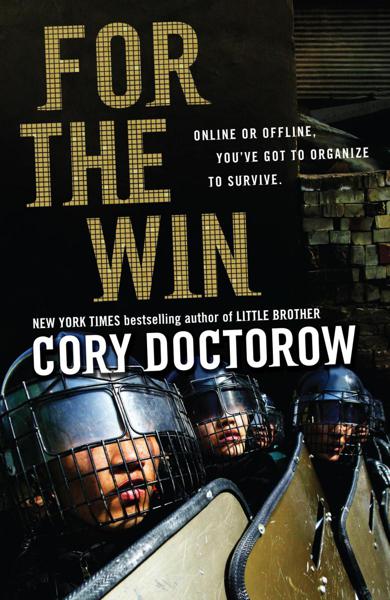 FOR
THE
WIN
ONLINE OR OFFLINE,
YOU'VE GOT TO ORGANIZE
TO SURVIVE.
NEW YORK TIMES bestselling author of LITTLE BROTHER
CORY DOCTOROW